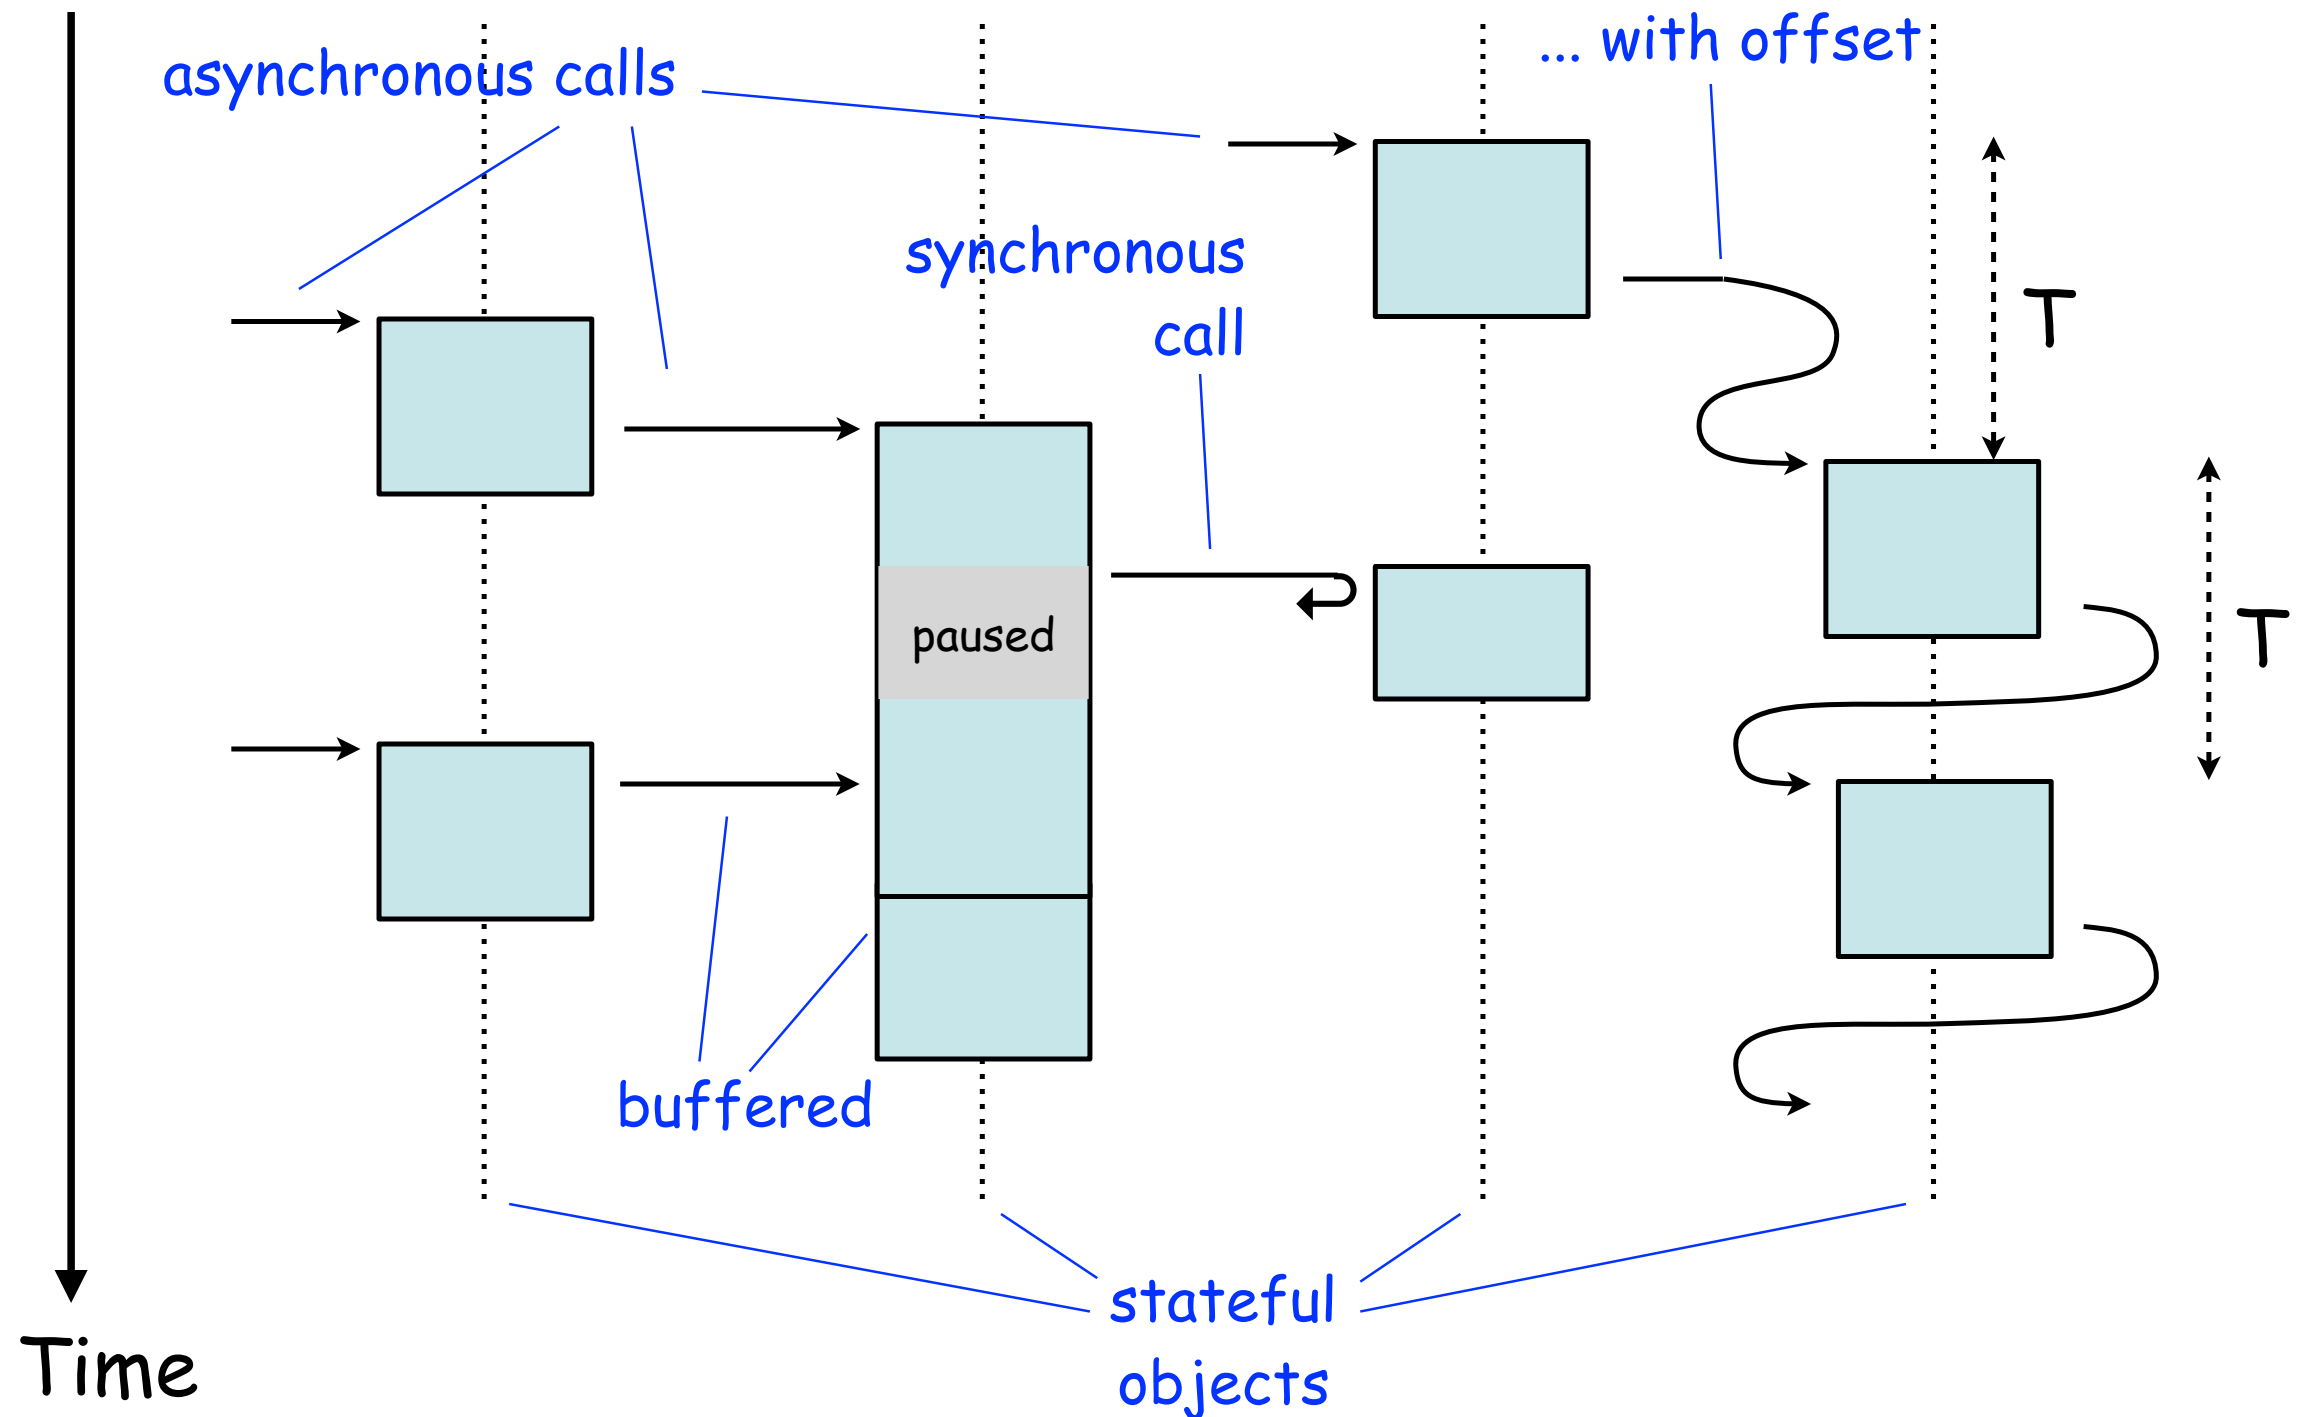 ... with offset
asynchronous calls
synchronous
call
T
paused
T
buffered
stateful
objects
Time